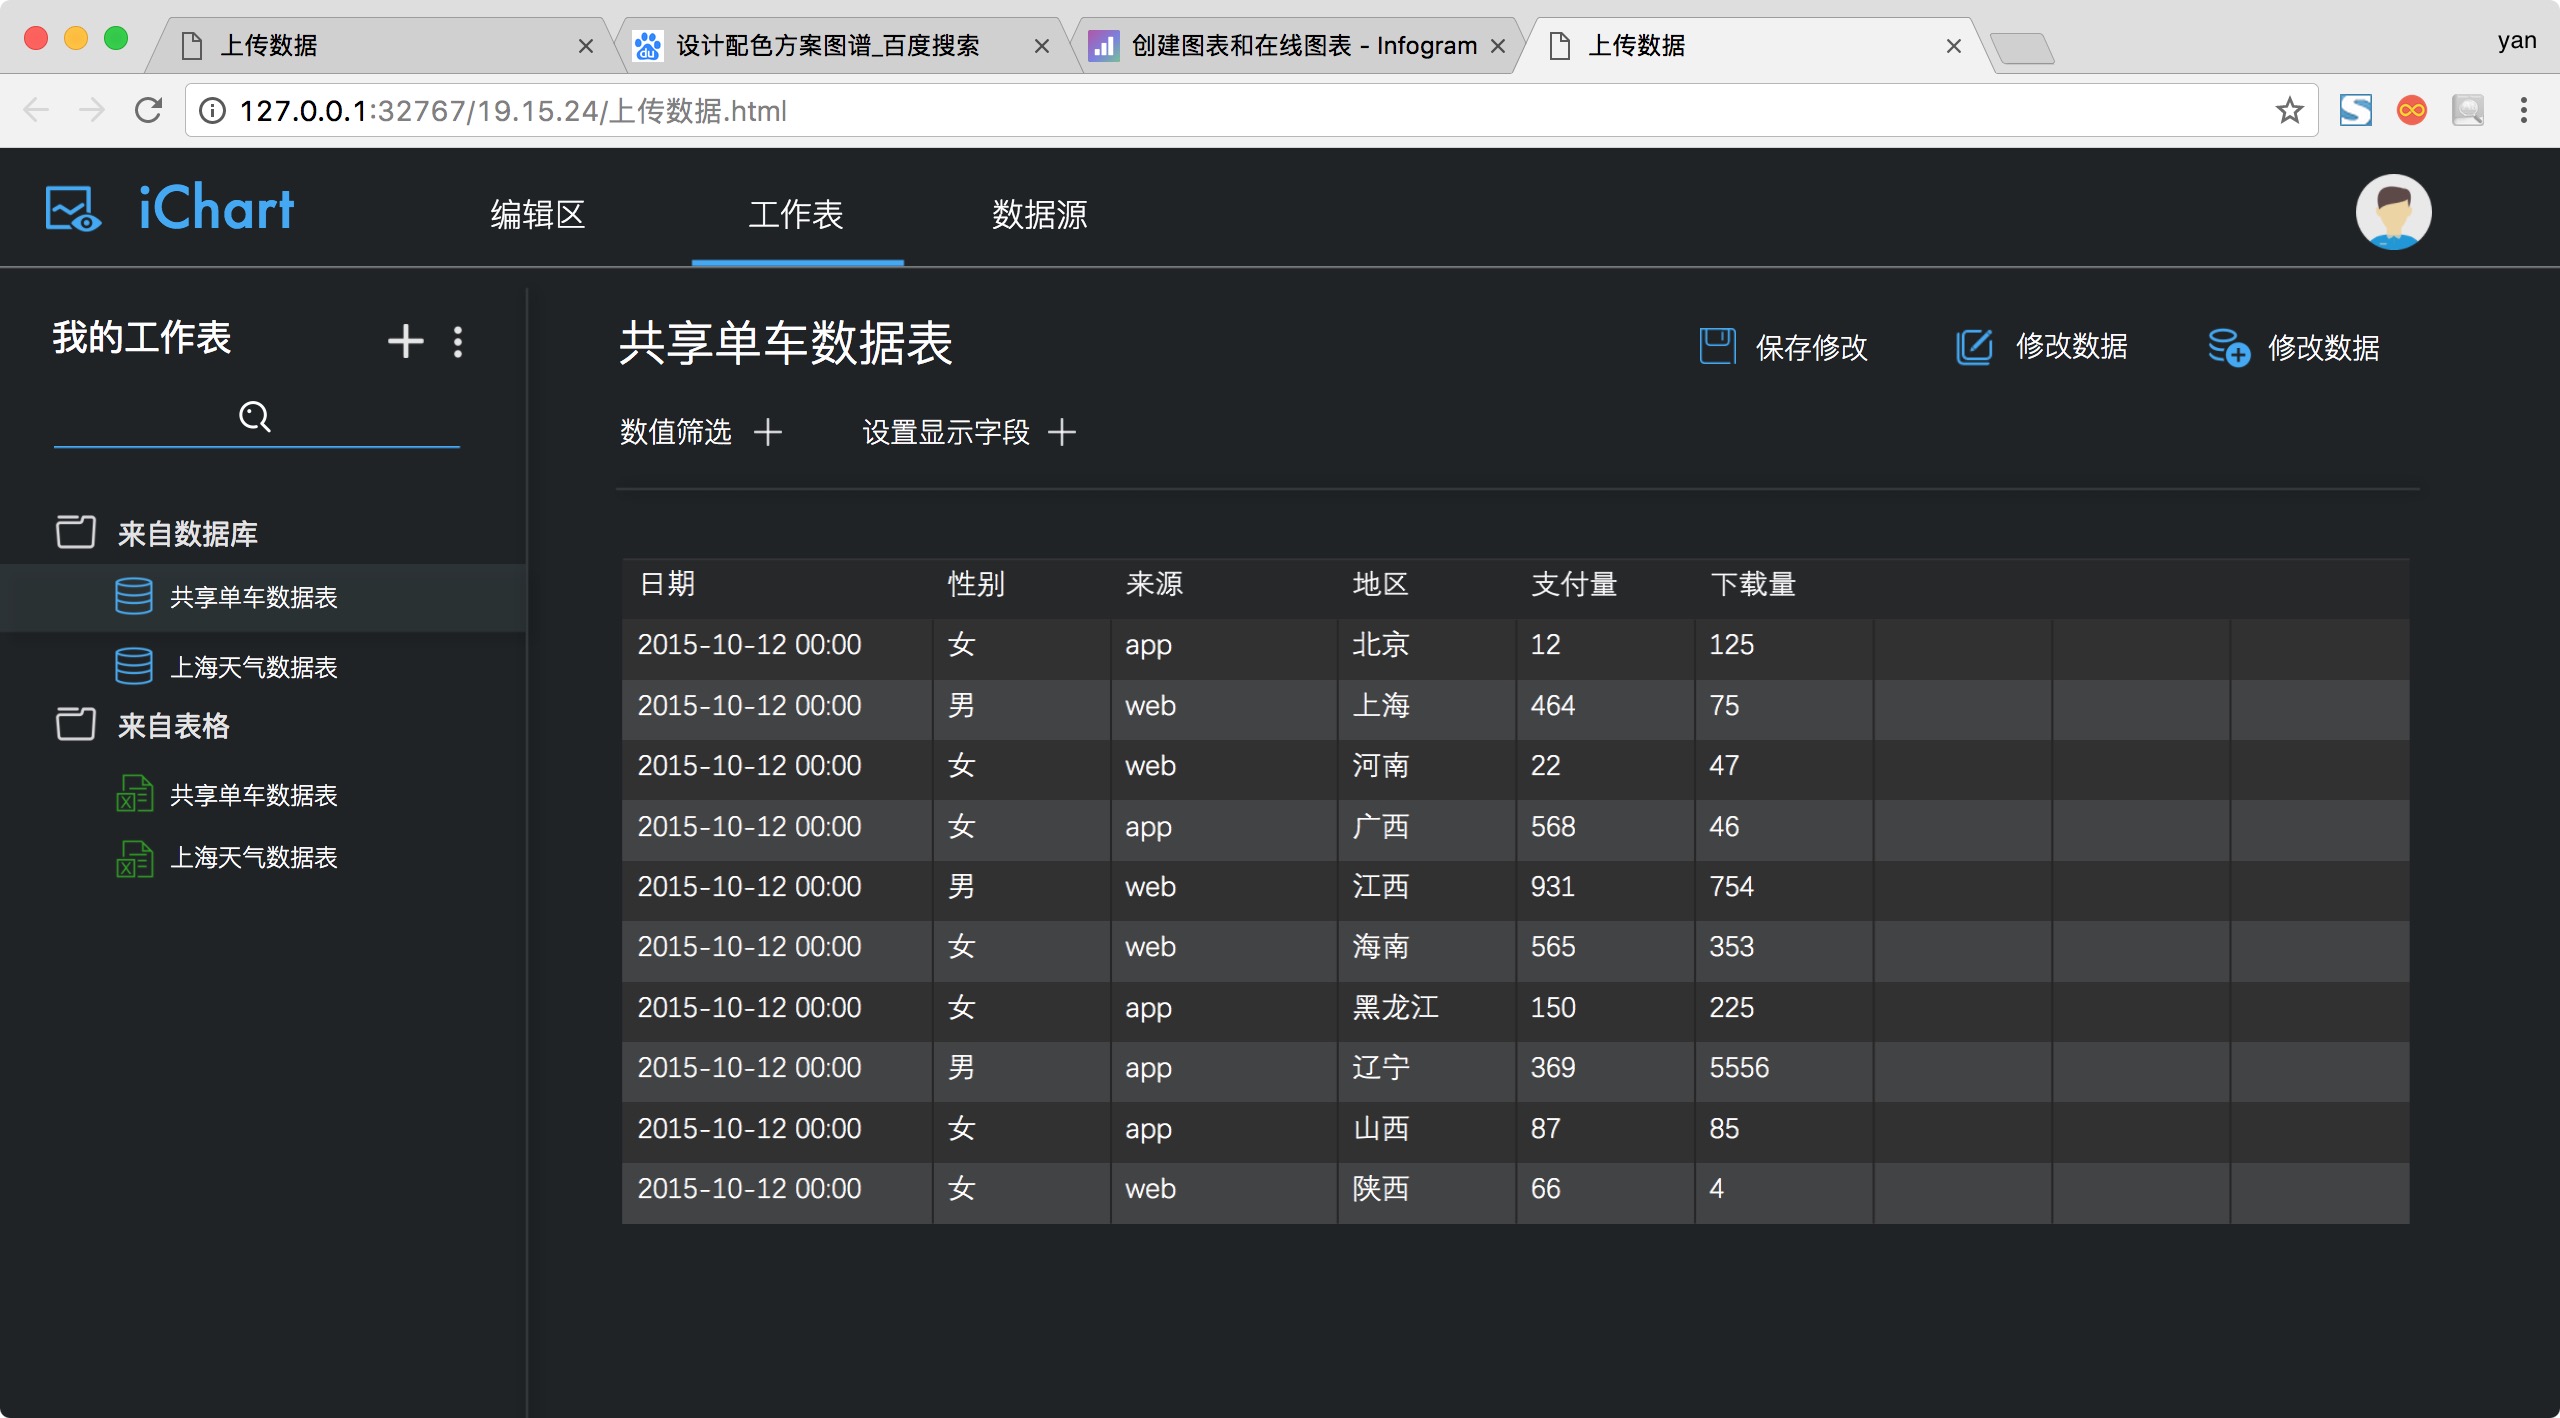 上传数据
设计配色方案图谱_百度搜索
创建图表和在线图表 - Infogram
上传数据
yan
127.0.0.1:32767/19.15.24/上传数据.html
iChart
编辑区
工作表
数据源
我的工作表
来自数据库
共享单车数据表
上海天气数据表
来自表格
共享单车数据表
上海天气数据表
共享单车数据表
保存修改
修改数据
修改数据
数值筛选
设置显示字段
日期 性别 来源 地区 支付量 下载量
2015-10-12 00:00 女 app 北京 12 125
2015-10-12 00:00 男 web 上海 464 75
2015-10-12 00:00 女 web 河南 22 47
2015-10-12 00:00 女 app 广西 568 46
2015-10-12 00:00 男 web 江西 931 754
2015-10-12 00:00 女 web 海南 565 353
2015-10-12 00:00 女 app 黑龙江 150 225
2015-10-12 00:00 男 app 辽宁 369 5556
2015-10-12 00:00 女 app 山西 87 85
2015-10-12 00:00 女 web 陕西 66 4